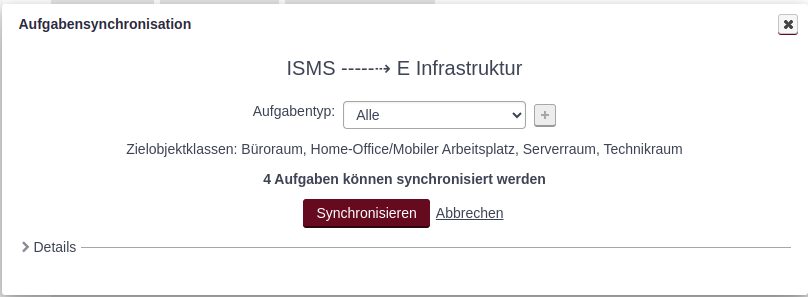 Aufgabensynchronisation
ISMS -----⇢ E Infrastruktur
Aufgabentyp: Alle +
Zielobjektklassen: Büroraum, Home-Office/Mobiler Arbeitsplatz, Serverraum, Technikraum
4 Aufgaben können synchronisiert werden
Synchronisieren Abbrechen
Details